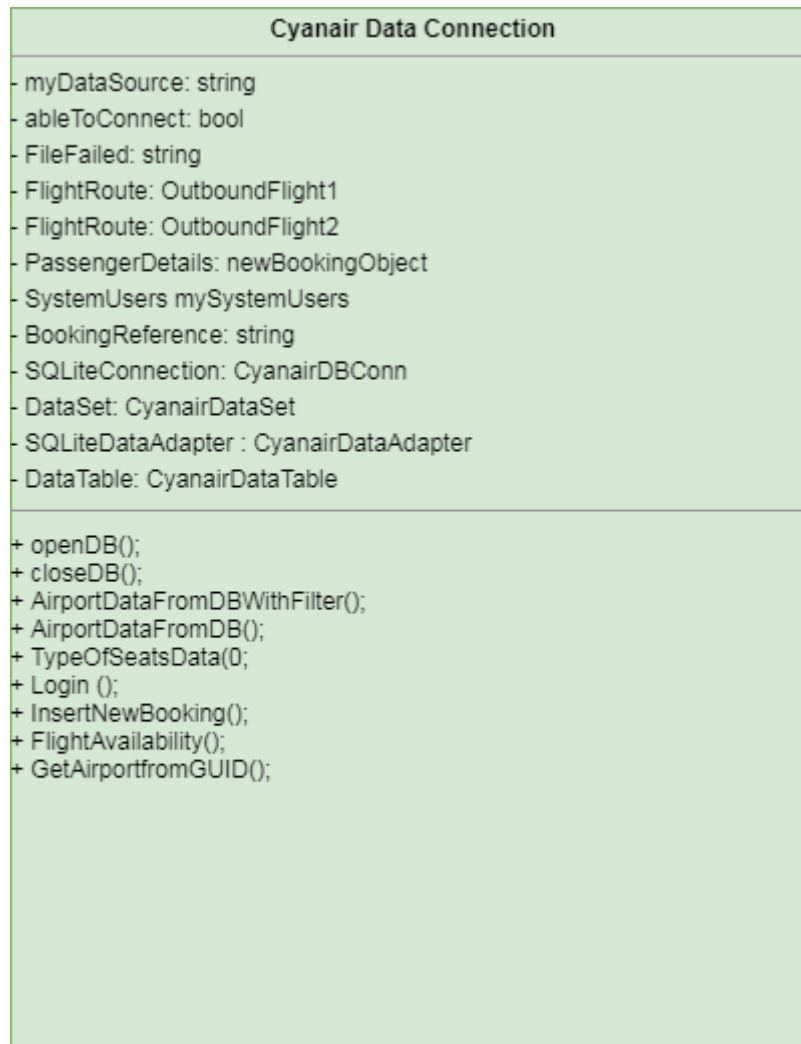 Cyanair Data Connection
- myDataSource: string
- ableToConnect: bool
- FileFailed: string
- FlightRoute: OutboundFlight1
- FlightRoute: OutboundFlight2
- PassengerDetails: newBookingObject
- SystemUsers mySystemUsers
- BookingReference: string
- SQLiteConnection: CyanairDBConn
- DataSet: CyanairDataSet
- SQLiteDataAdapter : CyanairDataAdapter
- DataTable: CyanairDataTable
+ openDB();
+ closeDB();
+ AirportDataFromDBWithFilter();
+ AirportDataFromDB();
+ TypeOfSeatsData(0;
+ Login ();
+ InsertNewBooking();
+ FlightAvailability();
+ GetAirportfromGUID();